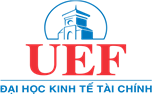 UEF
ĐẠI HỌC KINH TẾ TÀI CHÍNH